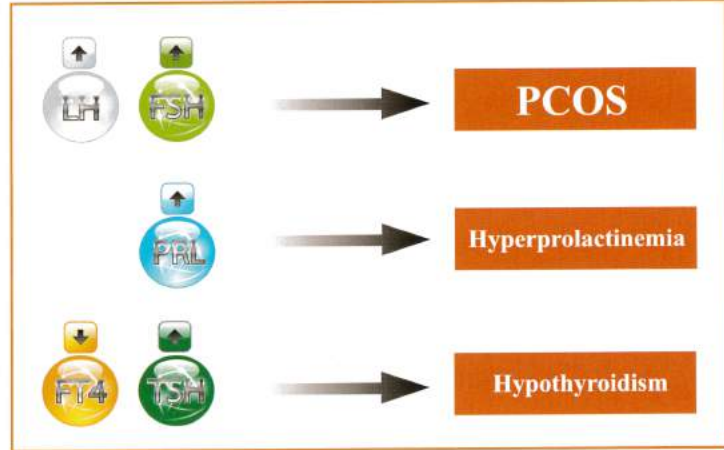 LH FSH PCOS
PRL Hyperprolactinemia
FT4 TSH Hypothyroidism